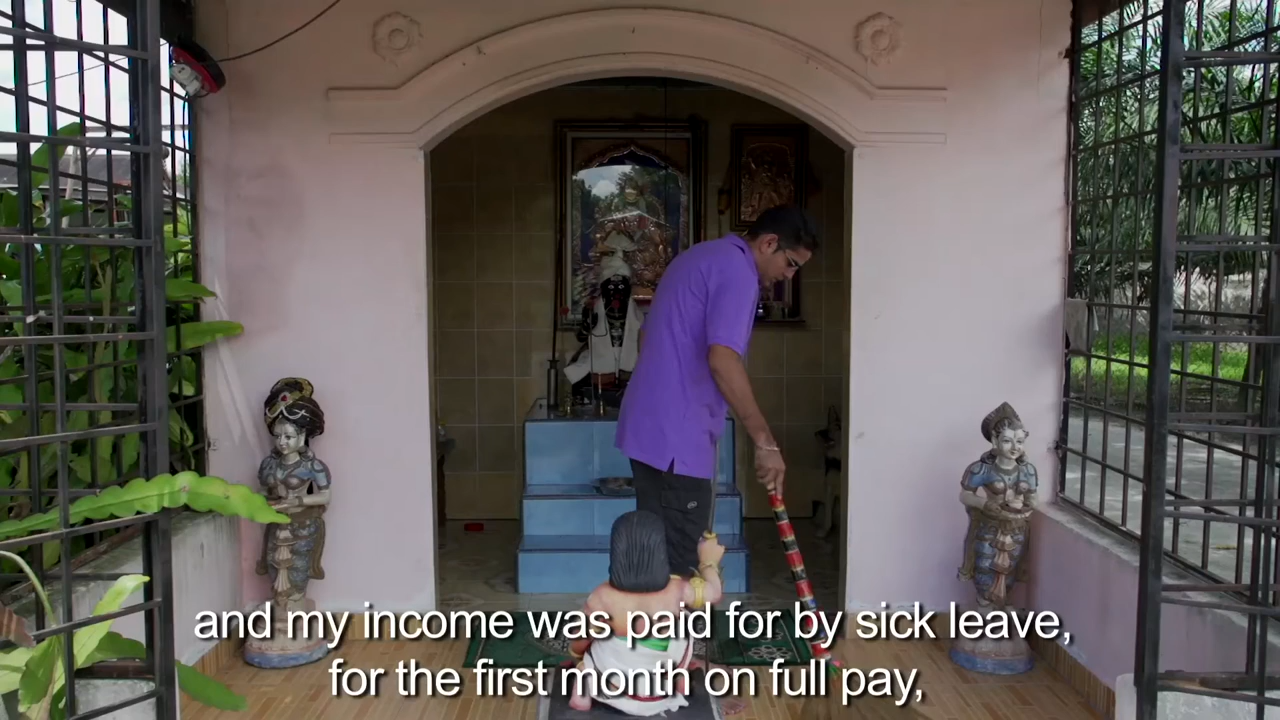 and my income was paid for by sick leave,
for the first month on full pay,